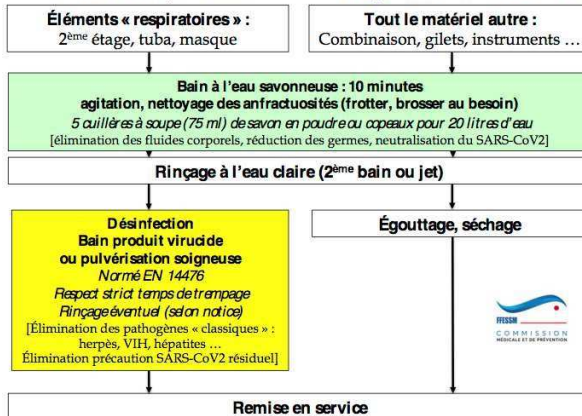 Éléments « respiratoires » :
2ème étage, tuba, masque
Tout le matériel autre :
Combinaison, gilets, instruments …
Bain à l'eau savonneuse : 10 minutes
agitation, nettoyage des anfractuosités (frotter, brosser au besoin)
5 cuillères à soupe (75 ml) de savon en poudre ou copeaux pour 20 litres d'eau
[élimination des fluides corporels, réduction des germes, neutralisation du SARS-CoV2]
Rinçage à l'eau claire (2ème bain ou jet)
Désinfection
Bain produit virucide
ou pulvérisation soigneuse
Normé EN 14476
Respect strict temps de trempage
Rinçage éventuel (selon notice)
[Élimination des pathogènes « classiques » :
herpès, VIH, hépatites …
Élimination précaution SARS-CoV2 résiduel]
Égouttage, séchage
FFESSM
COMMISSION
MÉDICALE ET DE PRÉVENTION
Remise en service